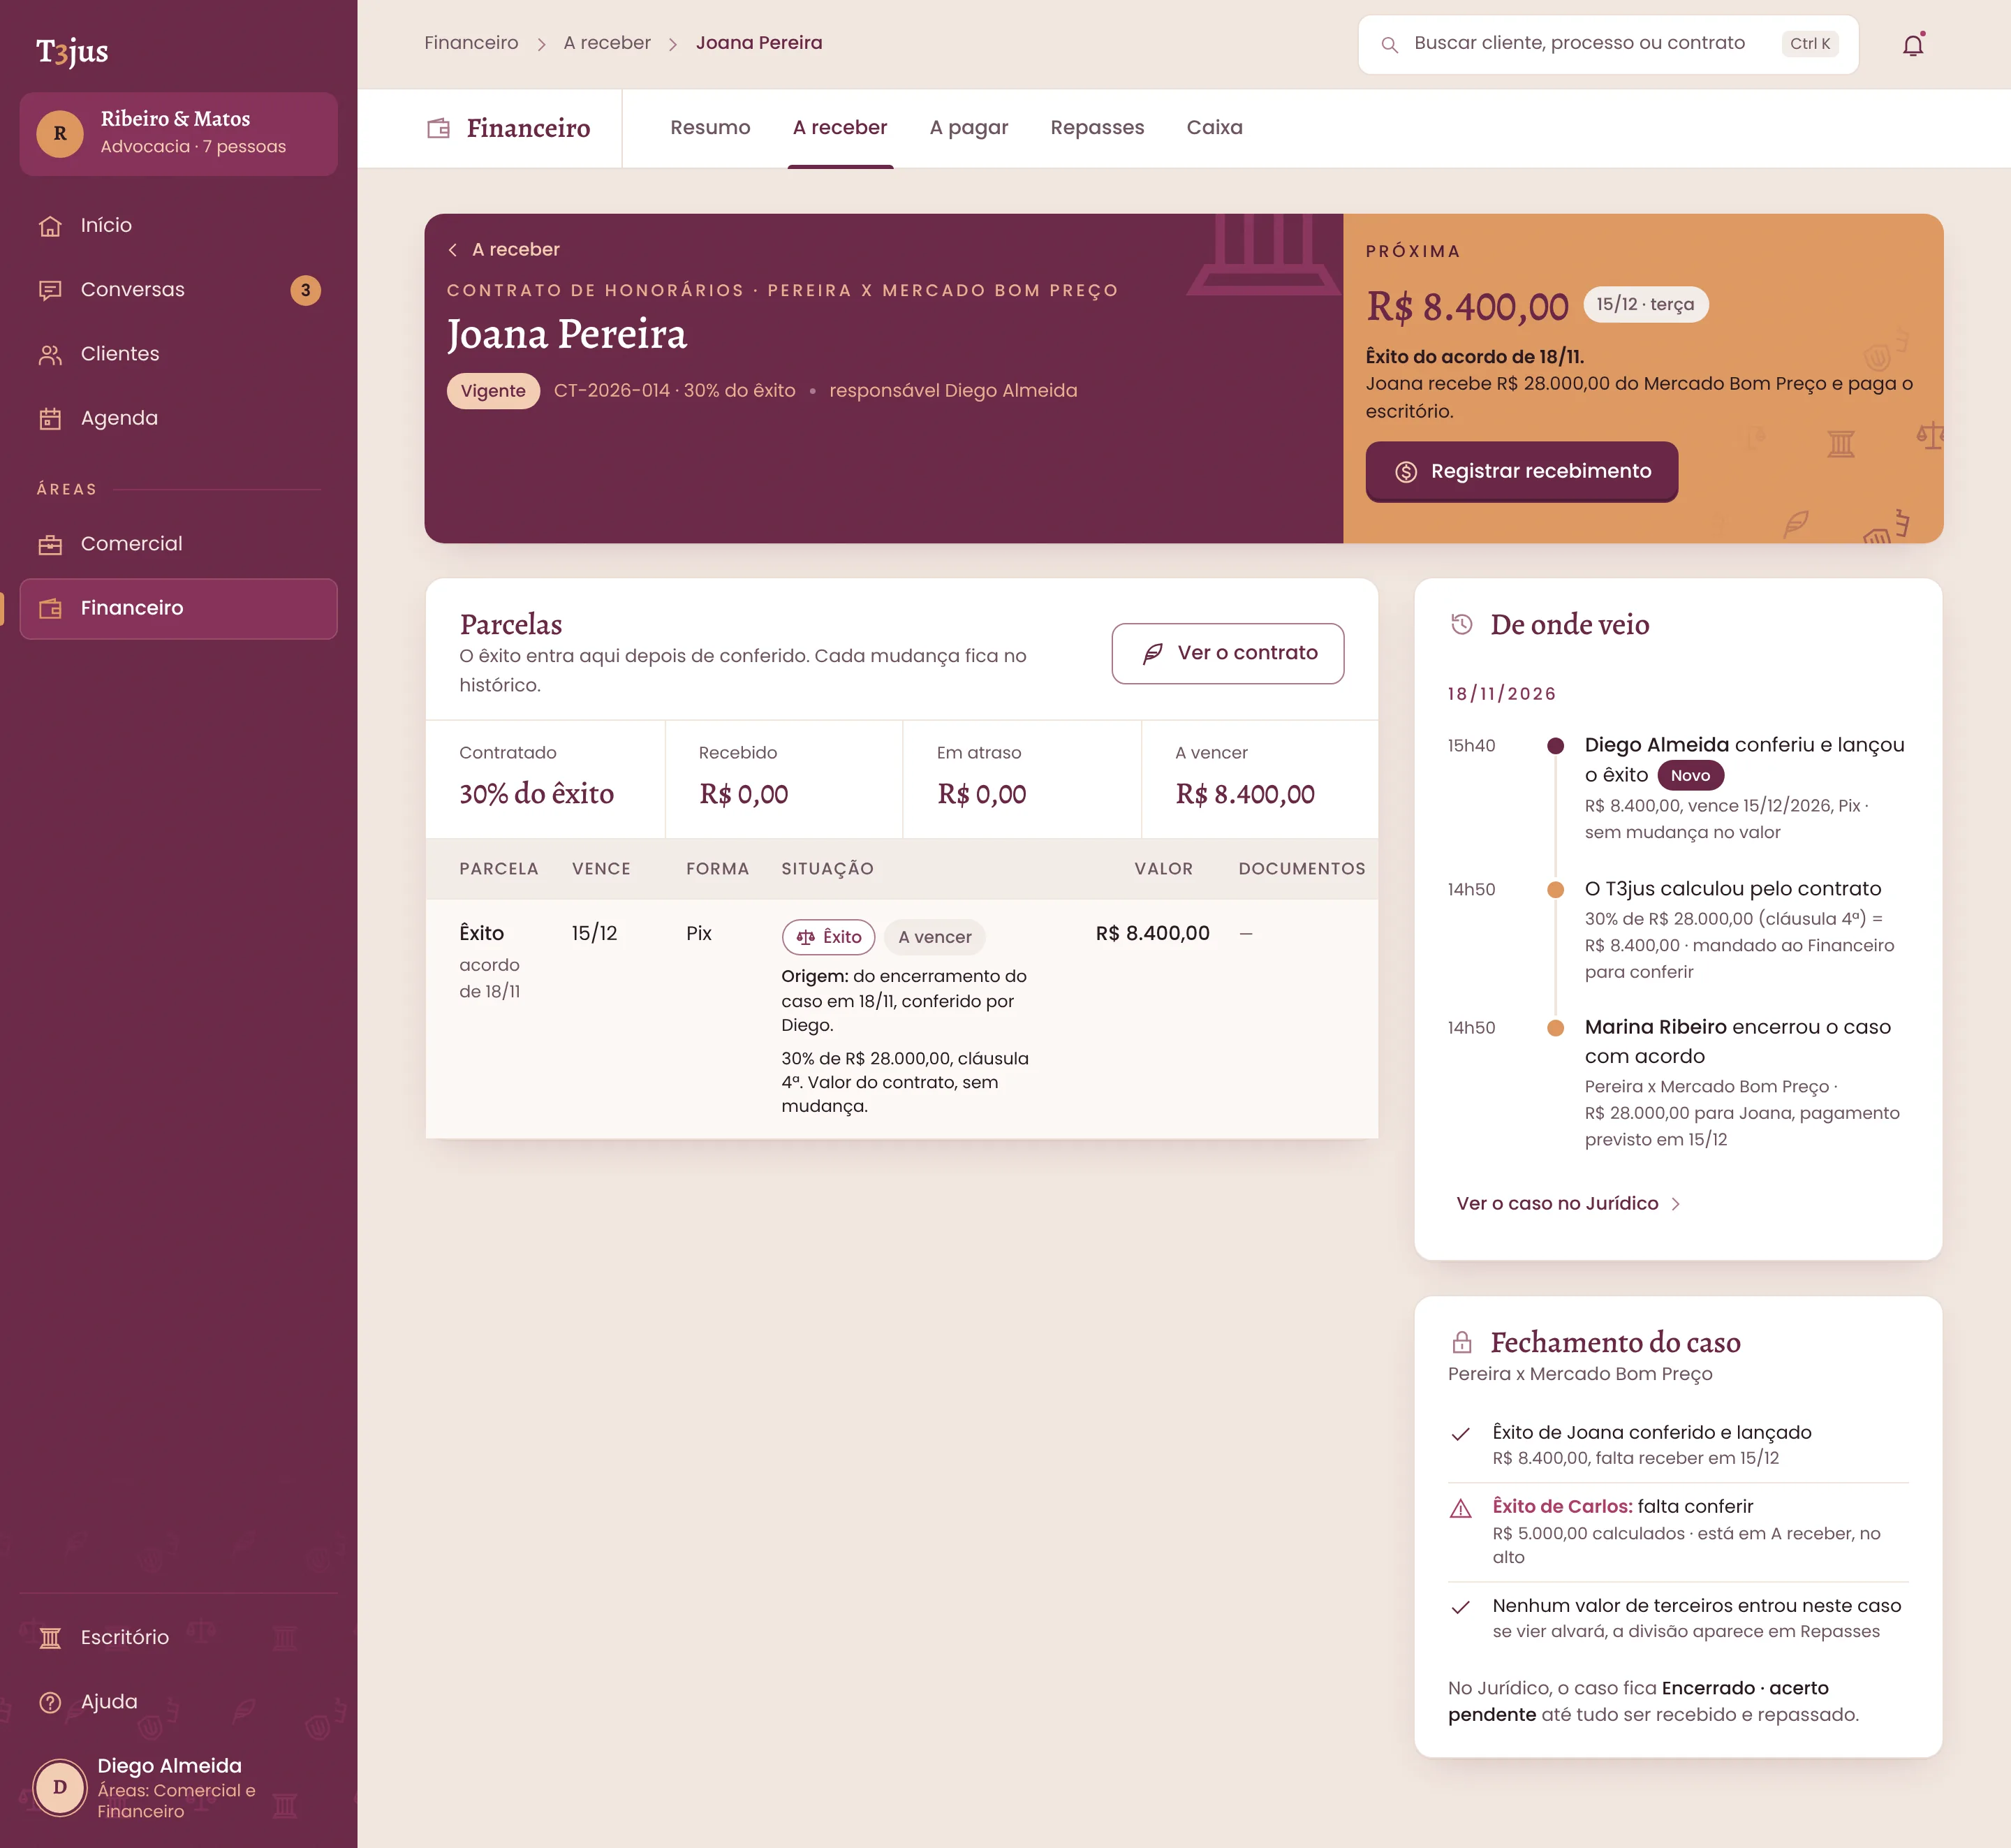 T3jus
R
Ribeiro & Matos
Advocacia · 7 pessoas
Início
Conversas
3
Clientes
Agenda
ÁREAS
Comercial
Financeiro
Escritório
Ajuda
D
Diego Almeida
Áreas: Comercial e
Financeiro
Financeiro
A receber
Joana Pereira
Buscar cliente, processo ou contrato
Ctrl K
Financeiro
Resumo
A receber
A pagar
Repasses
Caixa
A receber
CONTRATO DE HONORÁRIOS · PEREIRA X MERCADO BOM PREÇO
Joana Pereira
Vigente
CT-2026-014 · 30% do êxito • responsável Diego Almeida
PRÓXIMA
R$ 8.400,00
15/12 · terça
Êxito do acordo de 18/11.
Joana recebe R$ 28.000,00 do Mercado Bom Preço e paga o
escritório.
Registrar recebimento
Parcelas
O êxito entra aqui depois de conferido. Cada mudança fica no
histórico.
Ver o contrato
Contratado
30% do êxito
Recebido
R$ 0,00
Em atraso
R$ 0,00
A vencer
R$ 8.400,00
PARCELA
VENCE
FORMA
SITUAÇÃO
VALOR
DOCUMENTOS
Êxito
acordo
de 18/11
15/12
Pix
Êxito
A vencer
Origem: do encerramento do
caso em 18/11, conferido por
Diego.
30% de R$ 28.000,00, cláusula
4ª. Valor do contrato, sem
mudança.
R$ 8.400,00
—
De onde veio
18/11/2026
15h40
Diego Almeida conferiu e lançou
o êxito Novo
R$ 8.400,00, vence 15/12/2026, Pix ·
sem mudança no valor
14h50
O T3jus calculou pelo contrato
30% de R$ 28.000,00 (cláusula 4ª) =
R$ 8.400,00 · mandado ao Financeiro
para conferir
14h50
Marina Ribeiro encerrou o caso
com acordo
Pereira x Mercado Bom Preço ·
R$ 28.000,00 para Joana, pagamento
previsto em 15/12
Ver o caso no Jurídico
Fechamento do caso
Pereira x Mercado Bom Preço
Êxito de Joana conferido e lançado
R$ 8.400,00, falta receber em 15/12
Êxito de Carlos: falta conferir
R$ 5.000,00 calculados · está em A receber, no
alto
Nenhum valor de terceiros entrou neste caso
se vier alvará, a divisão aparece em Repasses
No Jurídico, o caso fica Encerrado · acerto
pendente até tudo ser recebido e repassado.